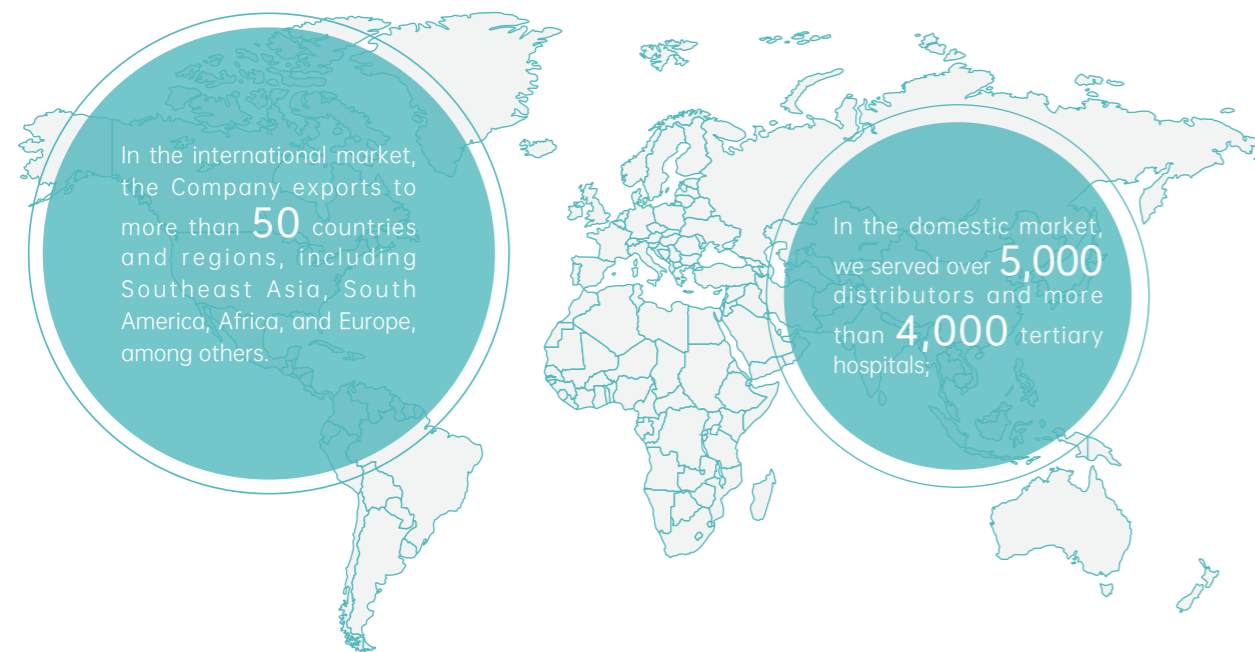 In the international market,
the Company exports to
more than 50 countries
and regions, including
Southeast Asia, South
America, Africa, and Europe,
among others.
In the domestic market,
we served over 5,000
distributors and more
than 4,000 tertiary
hospitals;